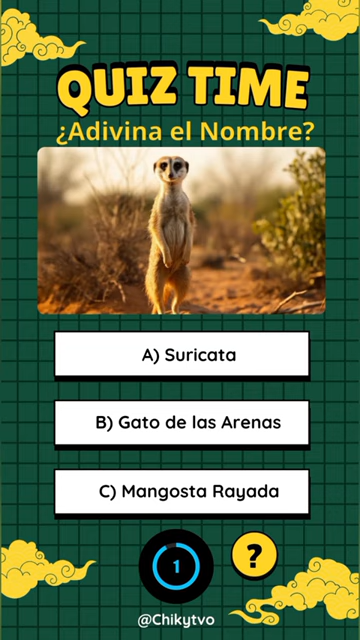 QUIZ TIME
¿Adivina el Nombre?
A) Suricata
B) Gato de las Arenas
C) Mangosta Rayada
1
?
@Chikytvo